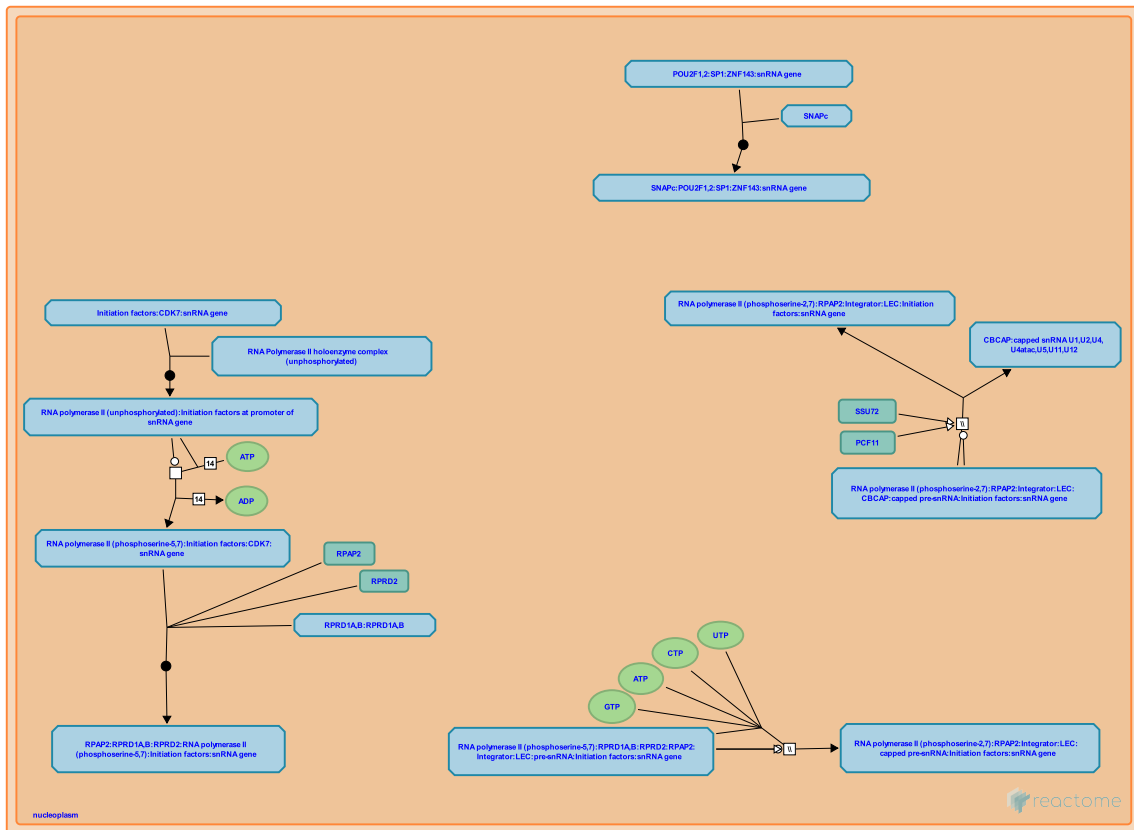 POU2F1,2:SP1:ZNF143:snRNA gene
SNAPc
SNAPc:POU2F1,2:SP1:ZNF143:snRNA gene
Initiation factors:CDK7:snRNA gene
RNA Polymerase II holoenzyme complex
(unphosphorylated)
RNA polymerase II (unphosphorylated):Initiation factors at promoter of
snRNA gene
14
ATP
14
ADP
RNA polymerase II (phosphoserine-5,7):Initiation factors:CDK7:
snRNA gene
RPAP2
RPRD2
RPRD1A,B:RPRD1A,B
RPAP2:RPRD1A,B:RPRD2:RNA polymerase II
(phosphoserine-5,7):Initiation factors:snRNA gene
RNA polymerase II (phosphoserine-2,7):RPAP2:Integrator:LEC:Initiation
factors:snRNA gene
CBCAP:capped snRNA U1,U2,U4,
U4atac,U5,U11,U12
SSU72
PCF11
\\
RNA polymerase II (phosphoserine-2,7):RPAP2:Integrator:LEC:
CBCAP:capped pre-snRNA:Initiation factors:snRNA gene
UTP
CTP
ATP
GTP
RNA polymerase II (phosphoserine-5,7):RPRD1A,B:RPRD2:RPAP2:
Integrator:LEC:pre-snRNA:Initiation factors:snRNA gene
\\
RNA polymerase II (phosphoserine-2,7):RPAP2:Integrator:LEC:
capped pre-snRNA:Initiation factors:snRNA gene
nucleoplasm
reactome